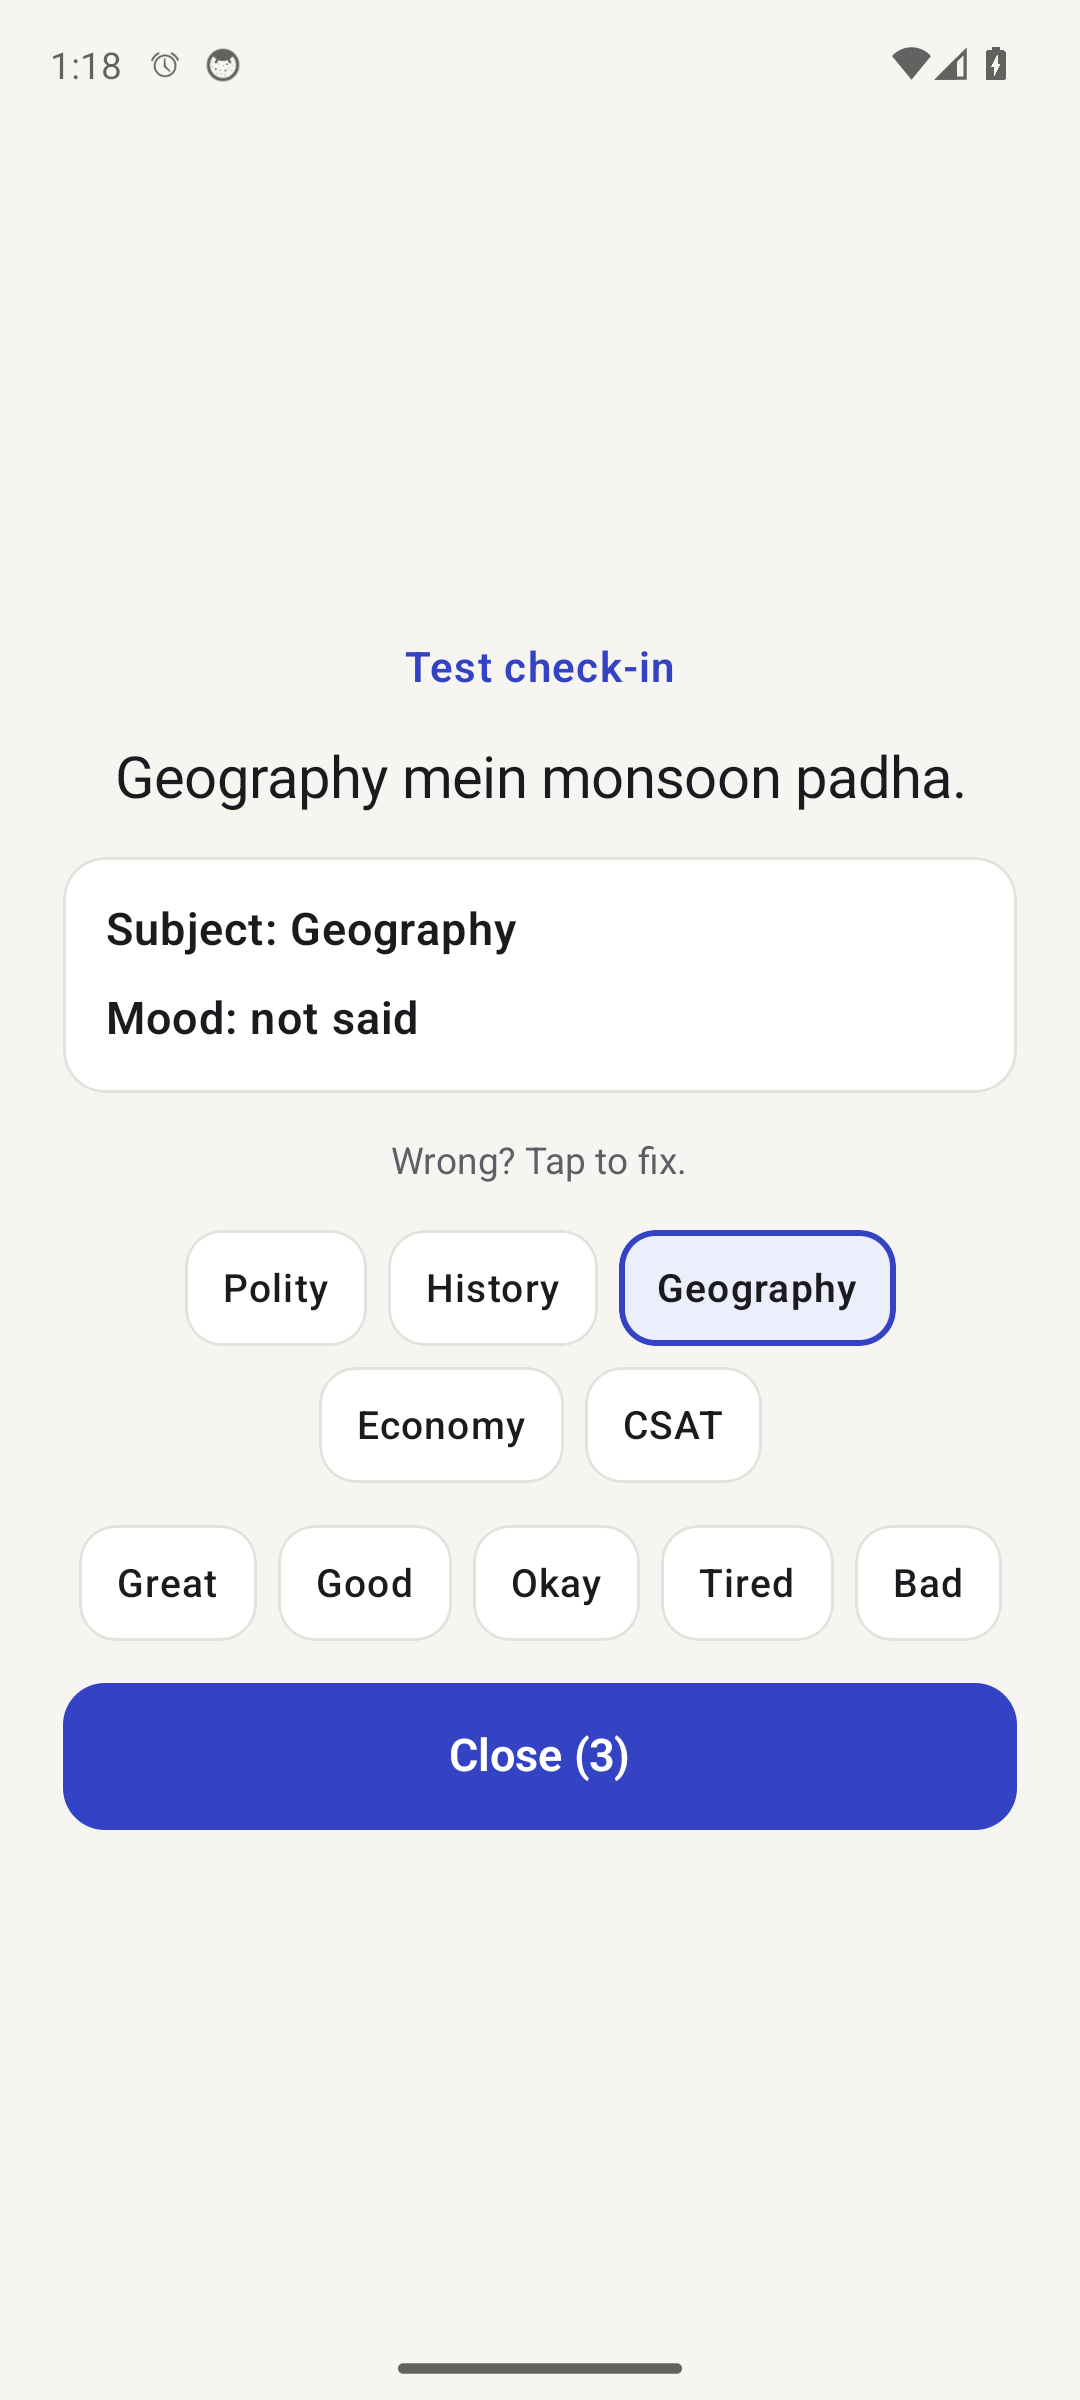 1:18
Test check-in
Geography mein monsoon padha.
Subject: Geography
Mood: not said
Wrong? Tap to fix.
Polity History Geography
Economy CSAT
Great Good Okay Tired Bad
Close (3)